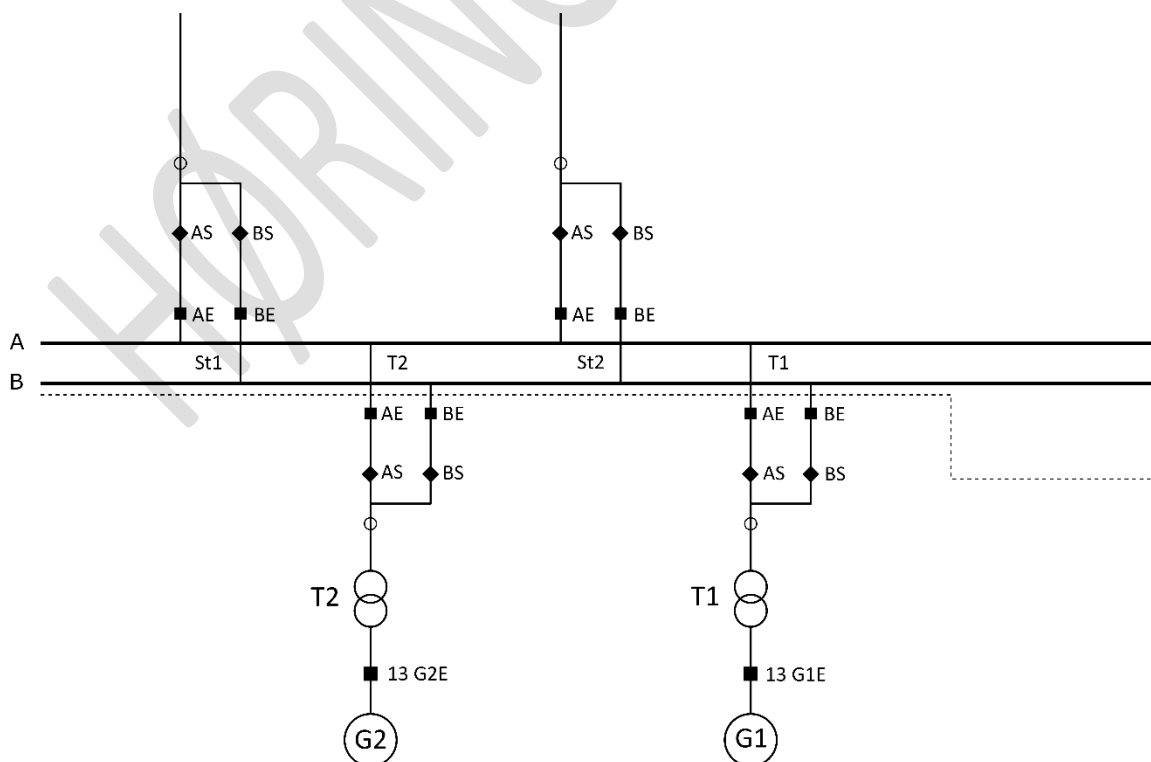 HØRING
AS BS AS BS
AE BE AE BE
A
St1 T2 St2 T1
B
AE BE AE BE
AS BS AS BS
T2 T1
13 G2E 13 G1E
G2 G1